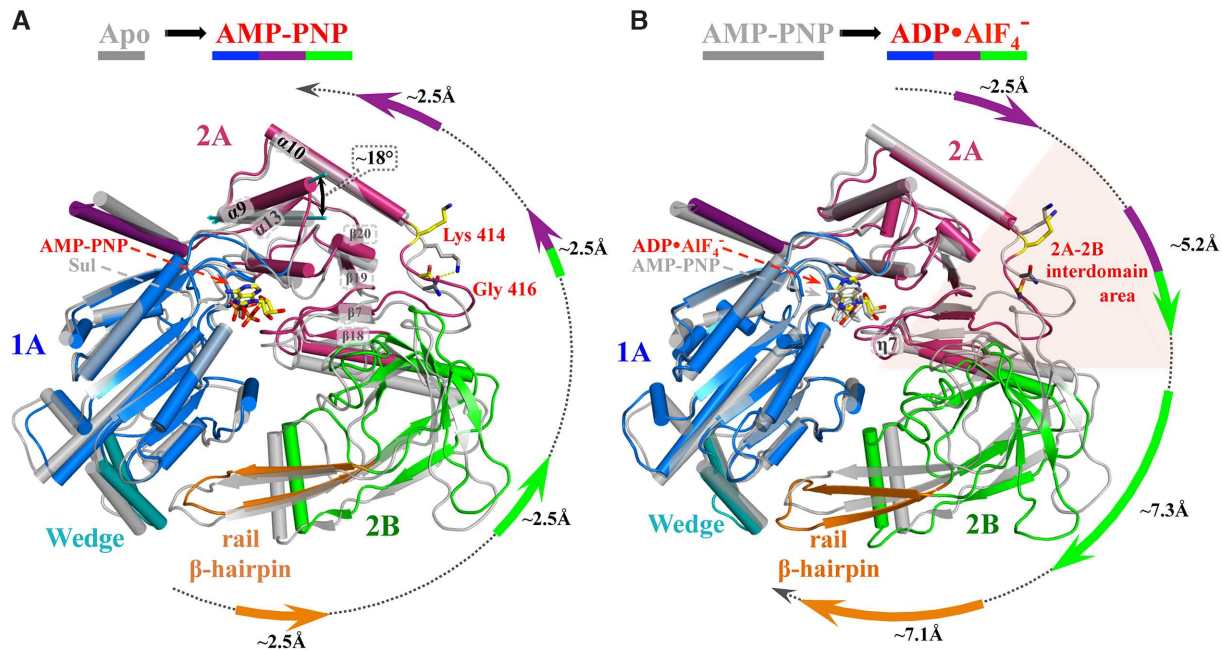 A
Apo AMP-PNP
~2.5Å
2A
α10
~18°
α9
α13
β20
Lys 414
~2.5Å
AMP-PNP
Sul
β19
Gly 416
β7
β18
1A
Wedge
rail
β-hairpin
2B
~2.5Å
~2.5Å
B
AMP-PNP ADP•AlF₄⁻
~2.5Å
2A
~5.2Å
ADP•AlF₄⁻
AMP-PNP
2A-2B
interdomain
area
η7
1A
Wedge
rail
β-hairpin
2B
~7.3Å
~7.1Å